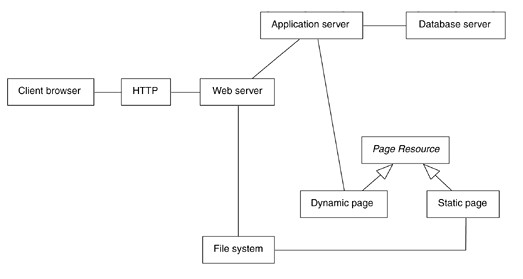 Application server
Database server
Client browser
HTTP
Web server
Page Resource
Dynamic page
Static page
File system